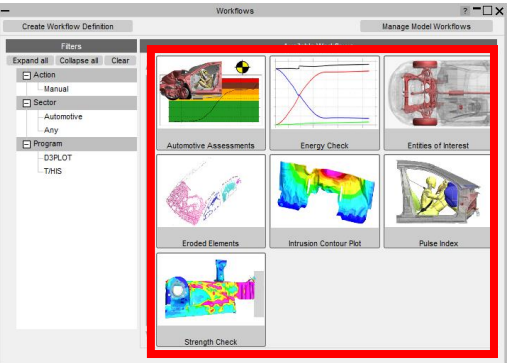 Workflows
?
Create Workflow Definition
Manage Model Workflows
Filters
Expand all
Collapse all
Clear
Action
Manual
Sector
Automotive
Any
Program
D3PLOT
T/HIS
Automotive Assessments
Energy Check
Entities of Interest
Eroded Elements
Intrusion Contour Plot
Pulse Index
Strength Check